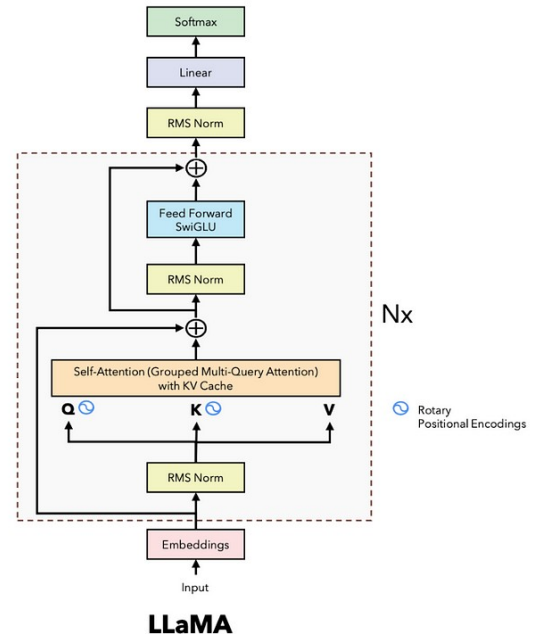 Softmax
Linear
RMS Norm
Feed Forward
SwiGLU
RMS Norm
Nx
Self-Attention (Grouped Multi-Query Attention)
with KV Cache
Q K V
Rotary
Positional Encodings
RMS Norm
Embeddings
Input
LLaMA